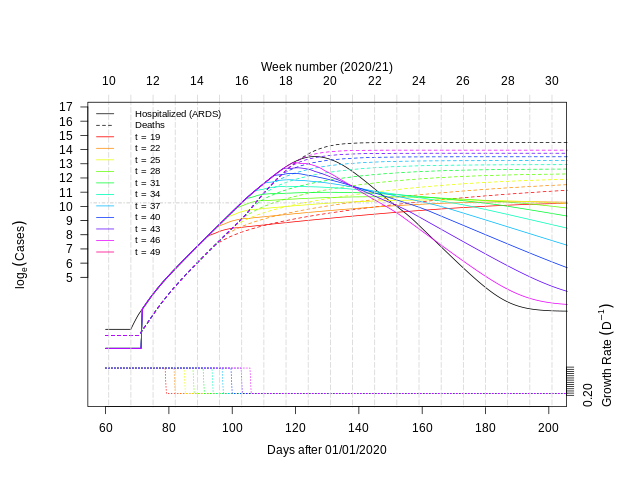 Week number (2020/21)
10 12 14 16 18 20 22 24 26 28 30
17
16
15
14
13
12
11
10
9
8
7
6
5
logₑ(Cases)
Hospitalized (ARDS)
Deaths
t = 19
t = 22
t = 25
t = 28
t = 31
t = 34
t = 37
t = 40
t = 43
t = 46
t = 49
0.20
Growth Rate (D⁻¹)
60 80 100 120 140 160 180 200
Days after 01/01/2020